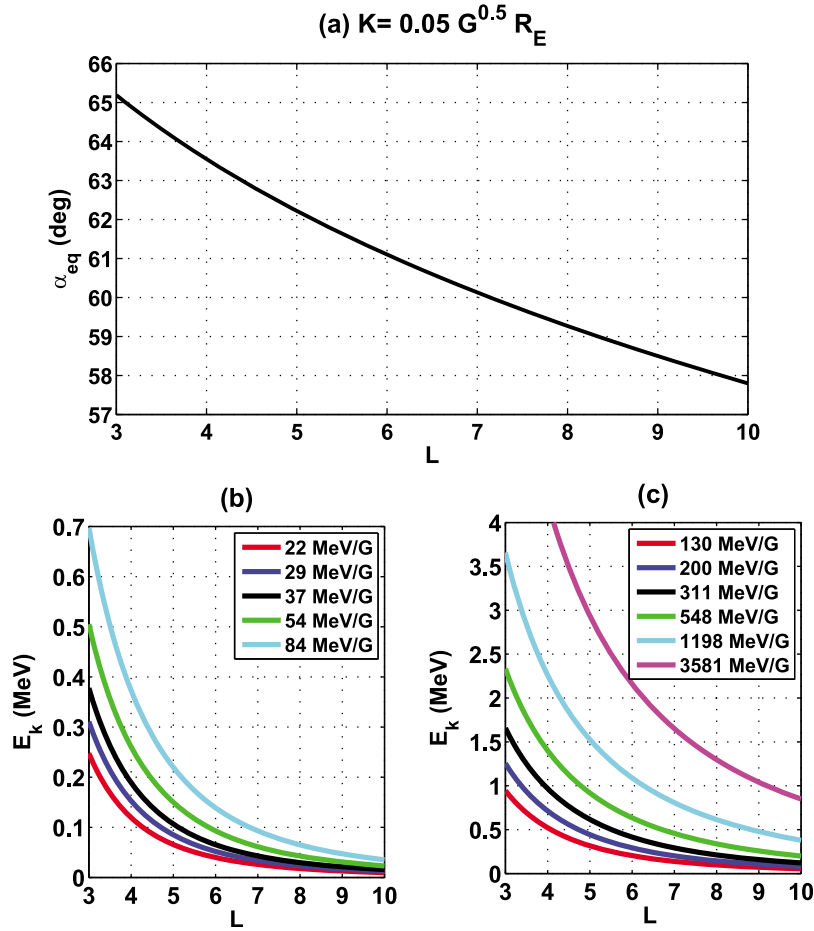 (a) K= 0.05 G^0.5 R_E
66
65
64
63
62
61
60
59
58
57
α_eq (deg)
3 4 5 6 7 8 9 10
L
(b)
0.7
0.6
0.5
0.4
0.3
0.2
0.1
0
E_k (MeV)
22 MeV/G
29 MeV/G
37 MeV/G
54 MeV/G
84 MeV/G
3 4 5 6 7 8 9 10
L
(c)
4
3.5
3
2.5
2
1.5
1
0.5
0
E_k (MeV)
130 MeV/G
200 MeV/G
311 MeV/G
548 MeV/G
1198 MeV/G
3581 MeV/G
3 4 5 6 7 8 9 10
L